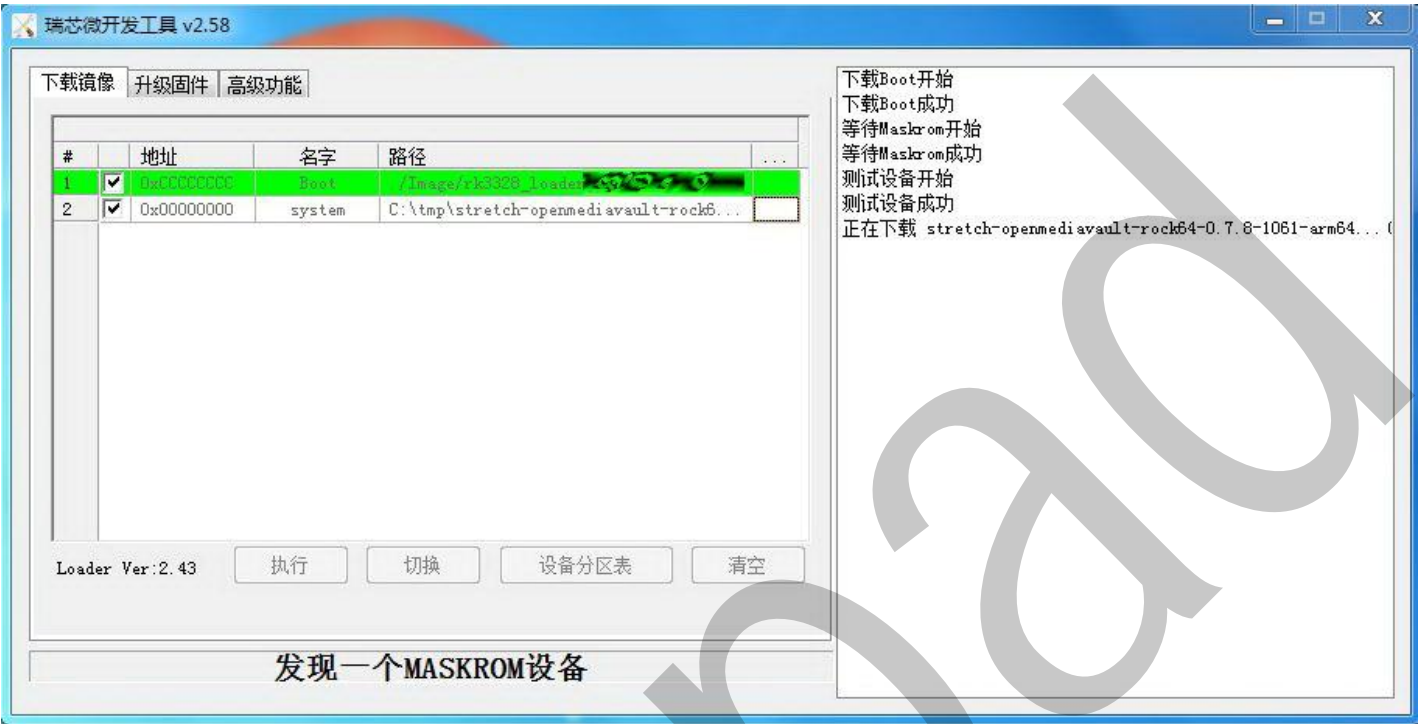 瑞芯微开发工具 v2.58
下载镜像 升级固件 高级功能
# 地址 名字 路径 ...
1 0xCCCCCCCC Boot ./Image/rk3328_loader
2 0x00000000 system C:\tmp\stretch-openmediavault-rock6...
Loader Ver:2.43 执行 切换 设备分区表 清空
发现一个MASKROM设备
下载Boot开始
下载Boot成功
等待Maskrom开始
等待Maskrom成功
测试设备开始
测试设备成功
正在下载 stretch-openmediavault-rock64-0.7.8-1061-arm64... (